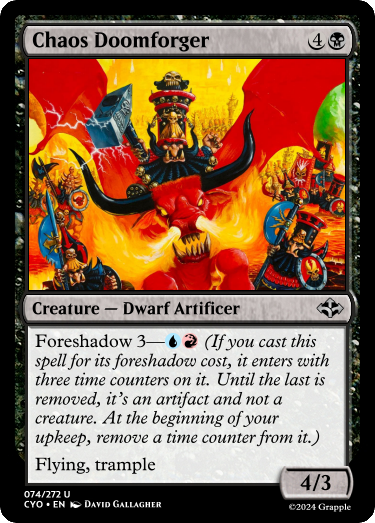 Chaos Doomforger 4
Creature — Dwarf Artificer
Foreshadow 3— (If you cast this
spell for its foreshadow cost, it enters with
three time counters on it. Until the last is
removed, it’s an artifact and not a
creature. At the beginning of your
upkeep, remove a time counter from it.)
Flying, trample
4/3
074/272 U
CYO • EN DAVID GALLAGHER
©2024 Grapple